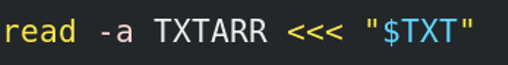 read -a TXTARR <<< "$TXT"